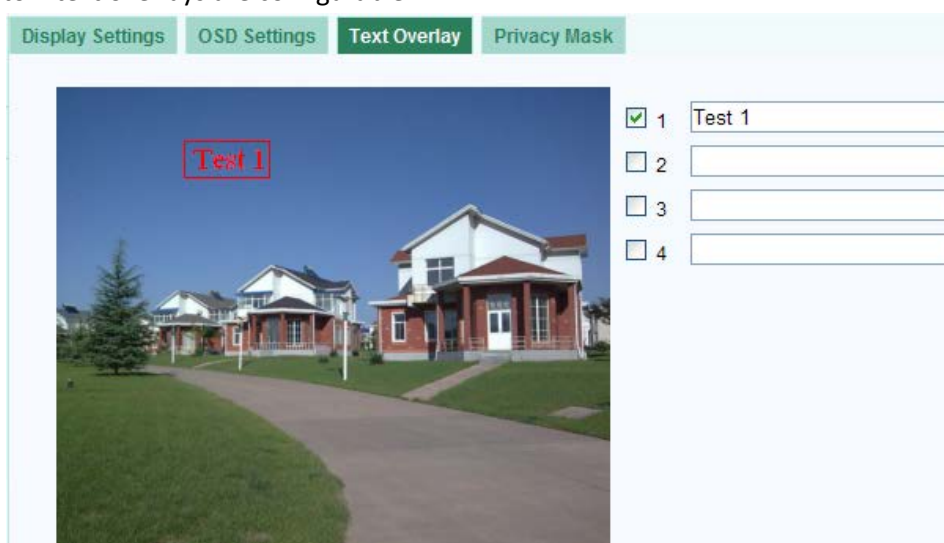 Display Settings OSD Settings Text Overlay Privacy Mask
Test 1
1 Test 1
2
3
4